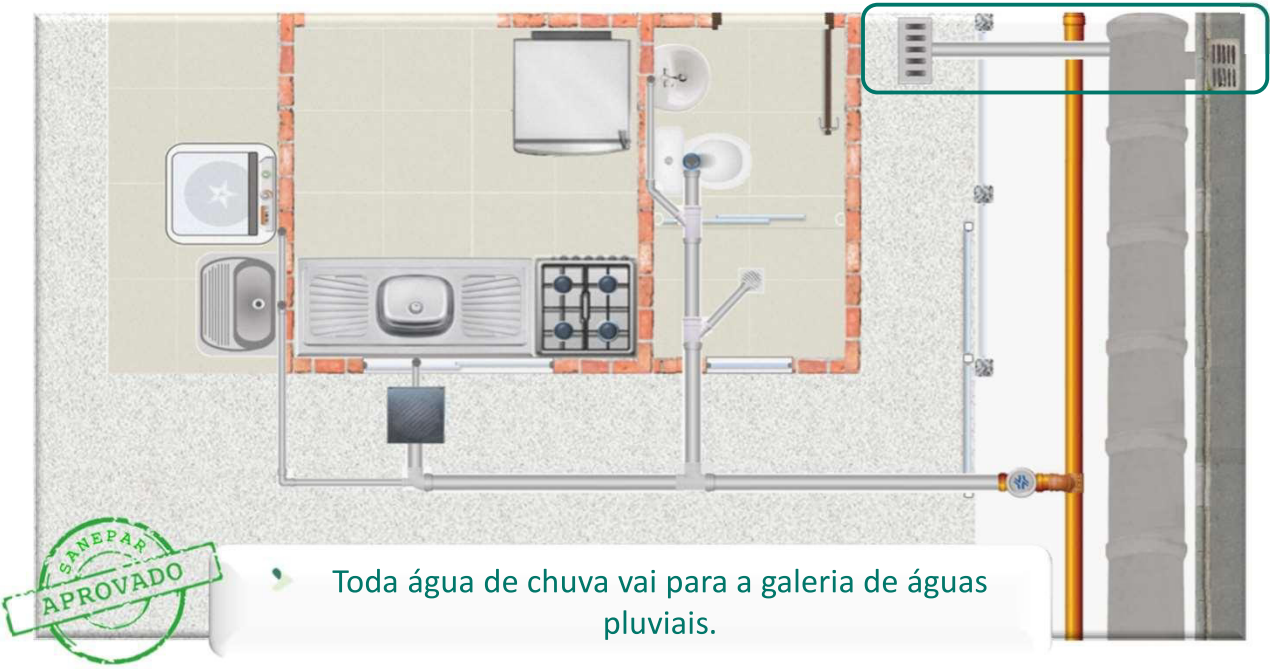 SANEPAR
APROVADO
Toda água de chuva vai para a galeria de águas
pluviais.